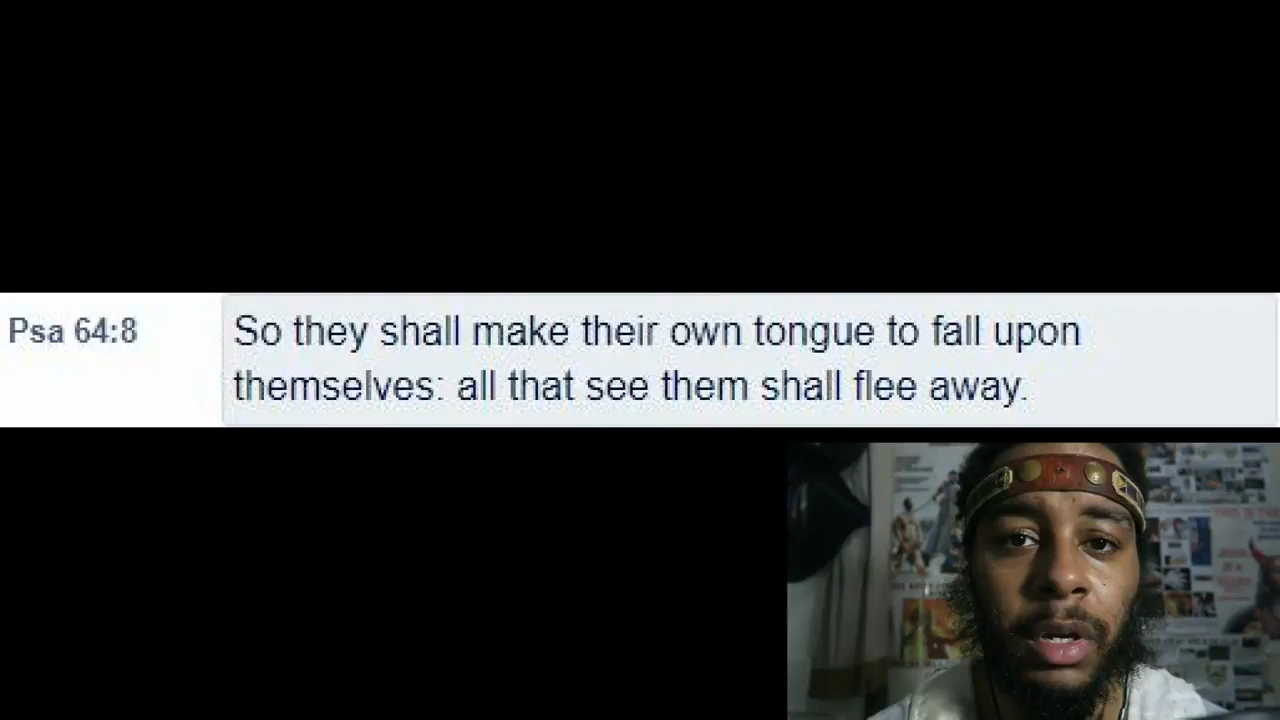 Psa 64:8
So they shall make their own tongue to fall upon
themselves: all that see them shall flee away.